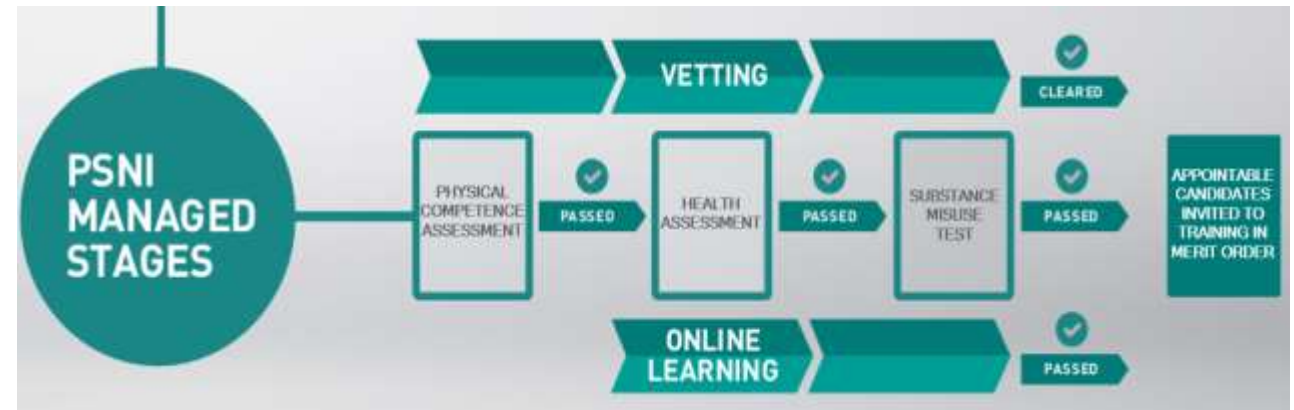 PSNI
MANAGED
STAGES
VETTING
CLEARED
PHYSICAL
COMPETENCE
ASSESSMENT
PASSED
HEALTH
ASSESSMENT
PASSED
SUBSTANCE
MISUSE
TEST
PASSED
APPOINTABLE
CANDIDATES
INVITED TO
TRAINING IN
MERIT ORDER
ONLINE
LEARNING
PASSED